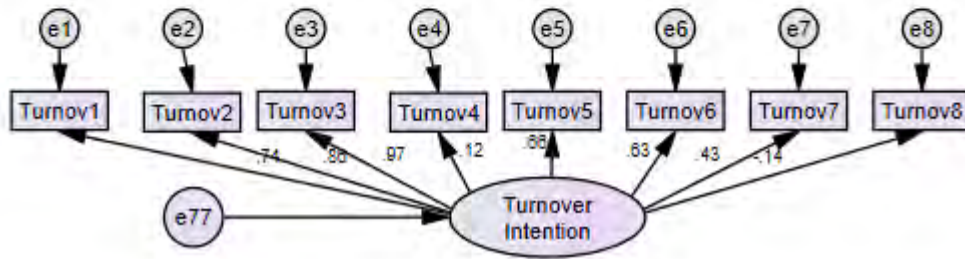 e1 e2 e3 e4 e5 e6 e7 e8
Turnov1 Turnov2 Turnov3 Turnov4 Turnov5 Turnov6 Turnov7 Turnov8
.74 .86 .97 .12 .66 .63 .43 -.14
e77
Turnover
Intention